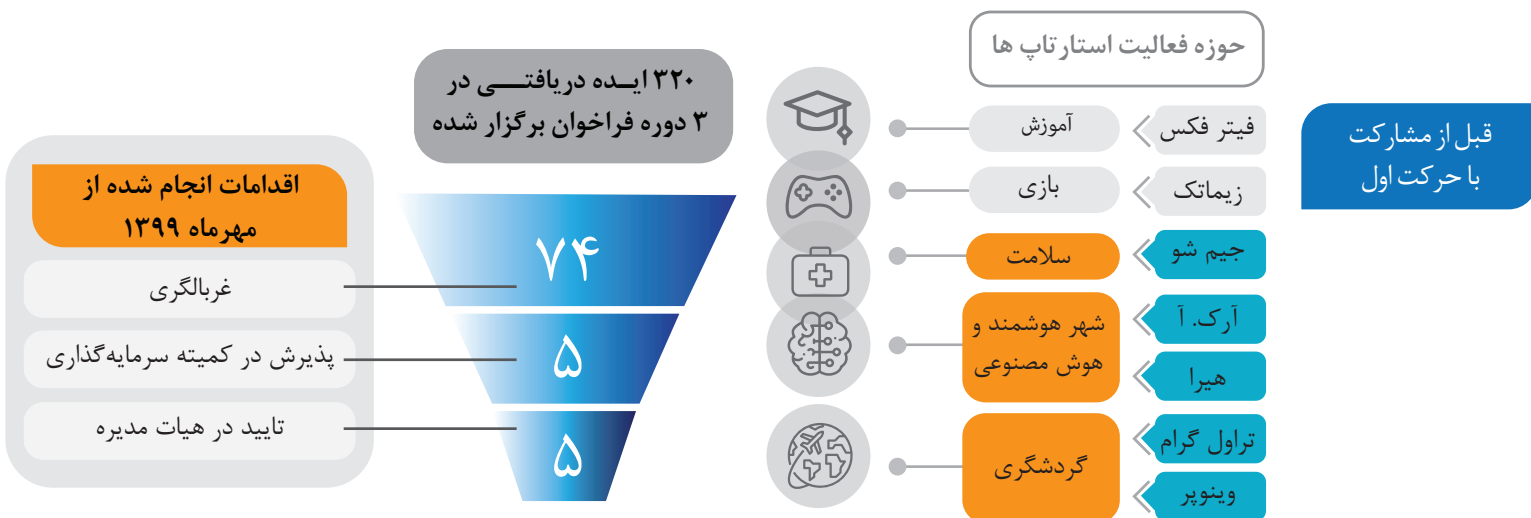 قبل از مشارکت
با حرکت اول
حوزه فعالیت استارتاپ ها
فیتر فکس
آموزش
زیماتک
بازی
جیم شو
سلامت
آرک. آ
هیرا
شهر هوشمند و
هوش مصنوعی
تراول گرام
وینوپر
گردشگری
۳۲۰ ایده دریافتی در
۳ دوره فراخوان برگزار شده
۷۴
۵
۵
اقدامات انجام شده از
مهرماه ۱۳۹۹
غربالگری
پذیرش در کمیته سرمایه‌گذاری
تایید در هیات مدیره